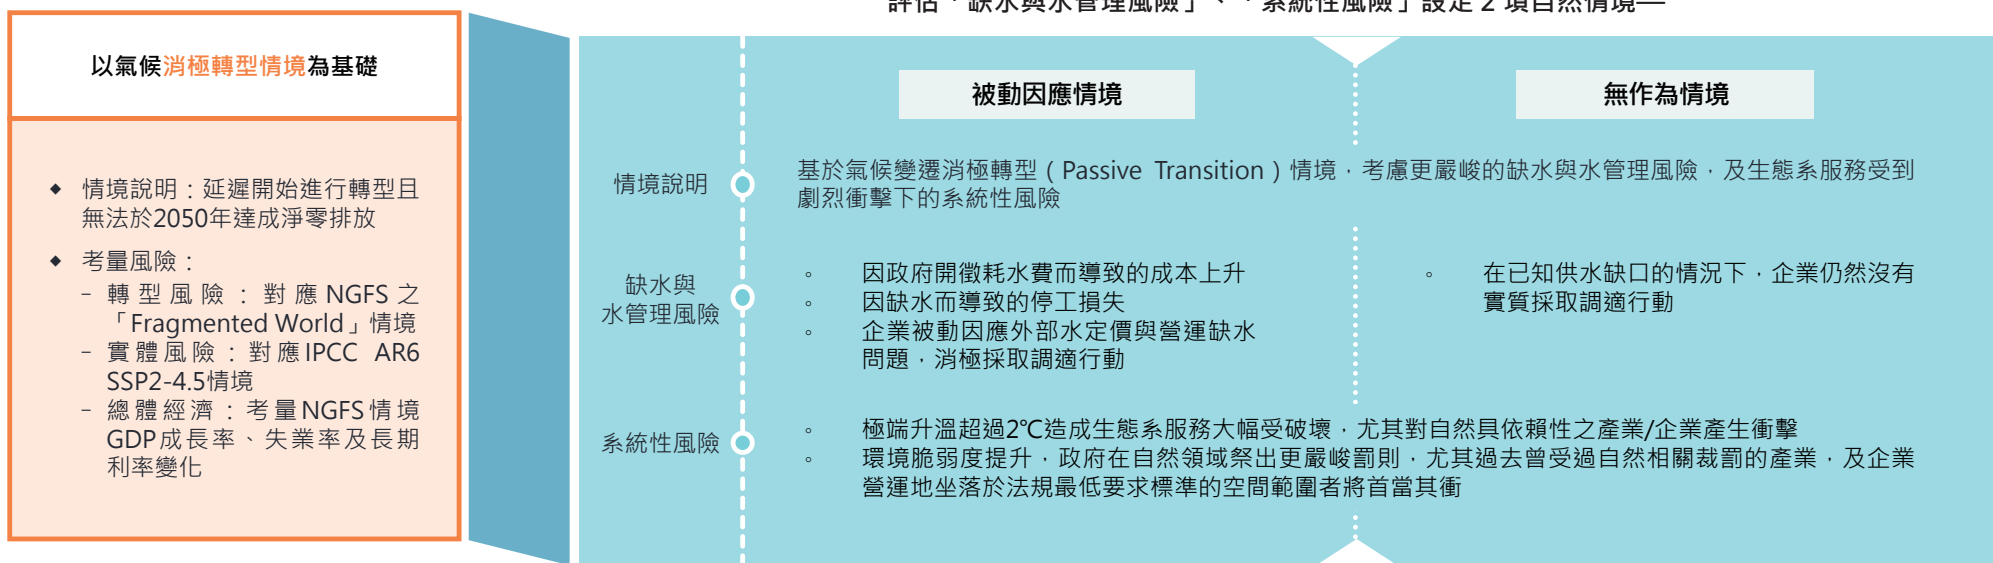 評估「缺水與水管理風險」、「系統性風險」設定 2 項自然情境—
以氣候消極轉型情境為基礎
◆ 情境說明：延遲開始進行轉型且
無法於2050年達成淨零排放
◆ 考量風險：
- 轉型風險：對應NGFS之
「Fragmented World」情境
- 實體風險：對應IPCC AR6
SSP2-4.5情境
- 總體經濟：考量NGFS情境
GDP成長率、失業率及長期
利率變化
被動因應情境
無作為情境
情境說明
基於氣候變遷消極轉型（Passive Transition）情境，考慮更嚴峻的缺水與水管理風險，及生態系服務受到
劇烈衝擊下的系統性風險
缺水與
水管理風險
。 因政府開徵耗水費而導致的成本上升
。 因缺水而導致的停工損失
。 企業被動因應外部水定價與營運缺水
問題，消極採取調適行動
。 在已知供水缺口的情況下，企業仍然沒有
實質採取調適行動
系統性風險
。 極端升溫超過2℃造成生態系服務大幅受破壞，尤其對自然具依賴性之產業/企業產生衝擊
。 環境脆弱度提升，政府在自然領域祭出更嚴峻罰則，尤其過去曾受過自然相關裁罰的產業，及企業
營運地坐落於法規最低要求標準的空間範圍者將首當其衝